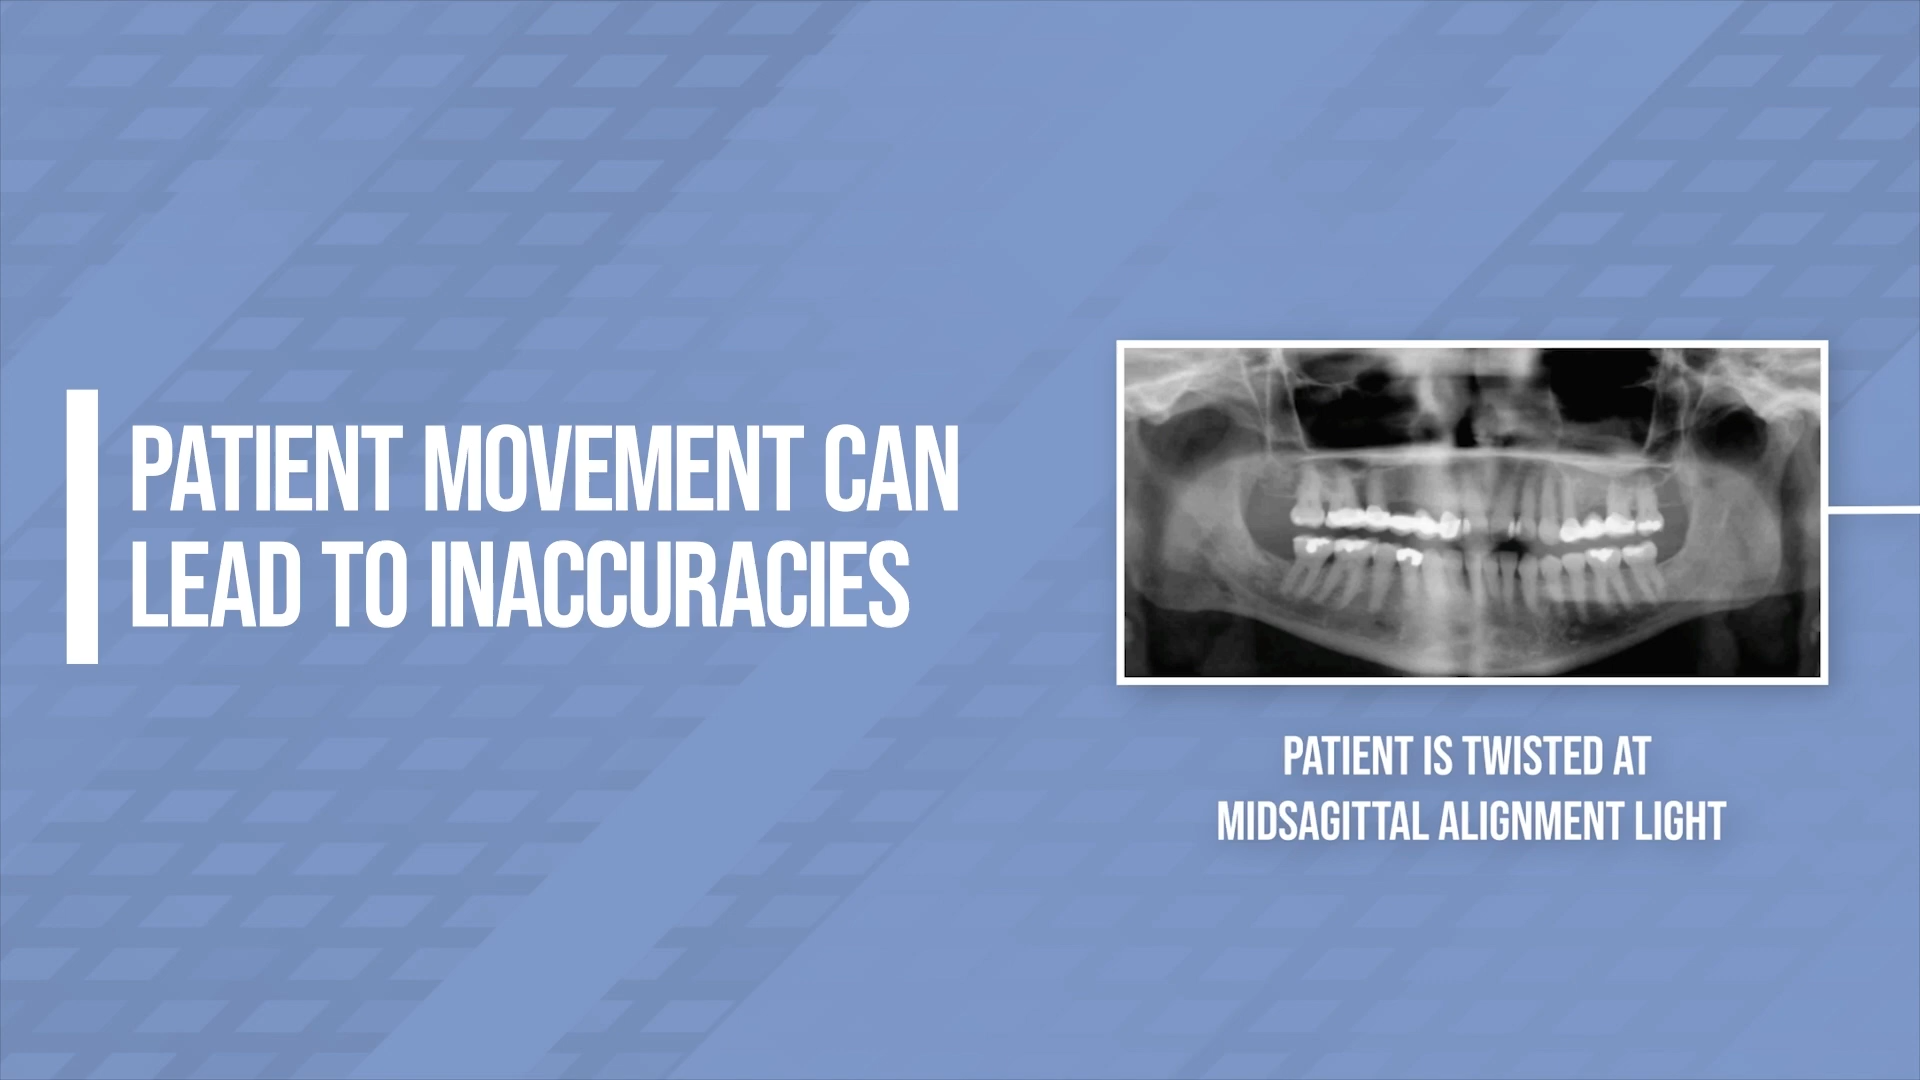 PATIENT MOVEMENT CAN
LEAD TO INACCURACIES
PATIENT IS TWISTED AT
MIDSAGITTAL ALIGNMENT LIGHT